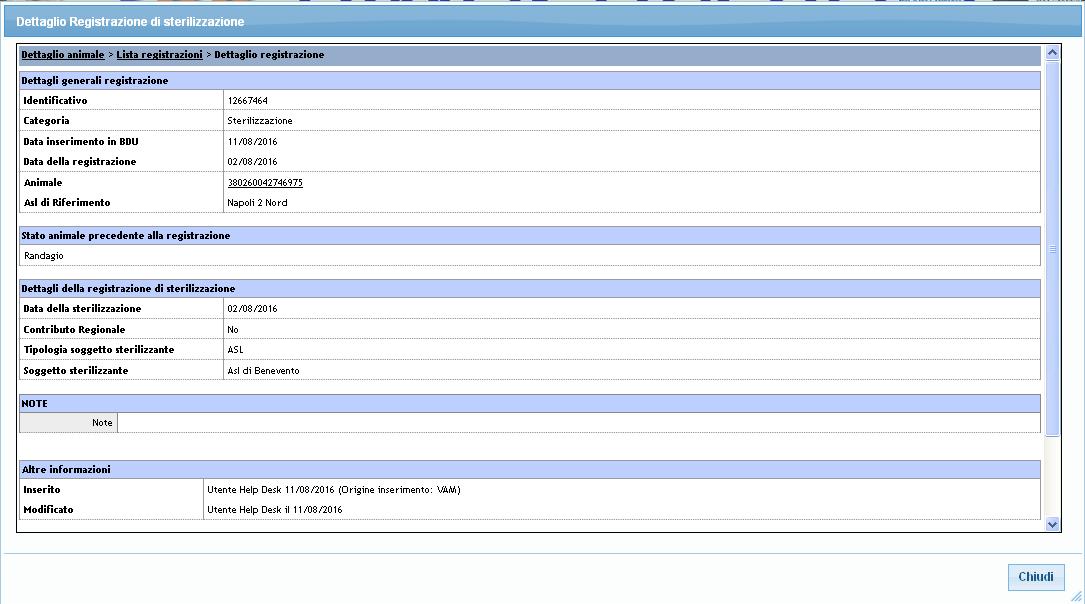 Dettaglio Registrazione di sterilizzazione
Dettaglio animale > Lista registrazioni > Dettaglio registrazione
Dettagli generali registrazione
Identificativo 12667464
Categoria Sterilizzazione
Data inserimento in BDU 11/08/2016
Data della registrazione 02/08/2016
Animale 380260042746975
Asl di Riferimento Napoli 2 Nord
Stato animale precedente alla registrazione
Randagio
Dettagli della registrazione di sterilizzazione
Data della sterilizzazione 02/08/2016
Contributo Regionale No
Tipologia soggetto sterilizzante ASL
Soggetto sterilizzante Asl di Benevento
NOTE
Note
Altre informazioni
Inserito Utente Help Desk 11/08/2016 (Origine inserimento: VAM)
Modificato Utente Help Desk il 11/08/2016
Chiudi